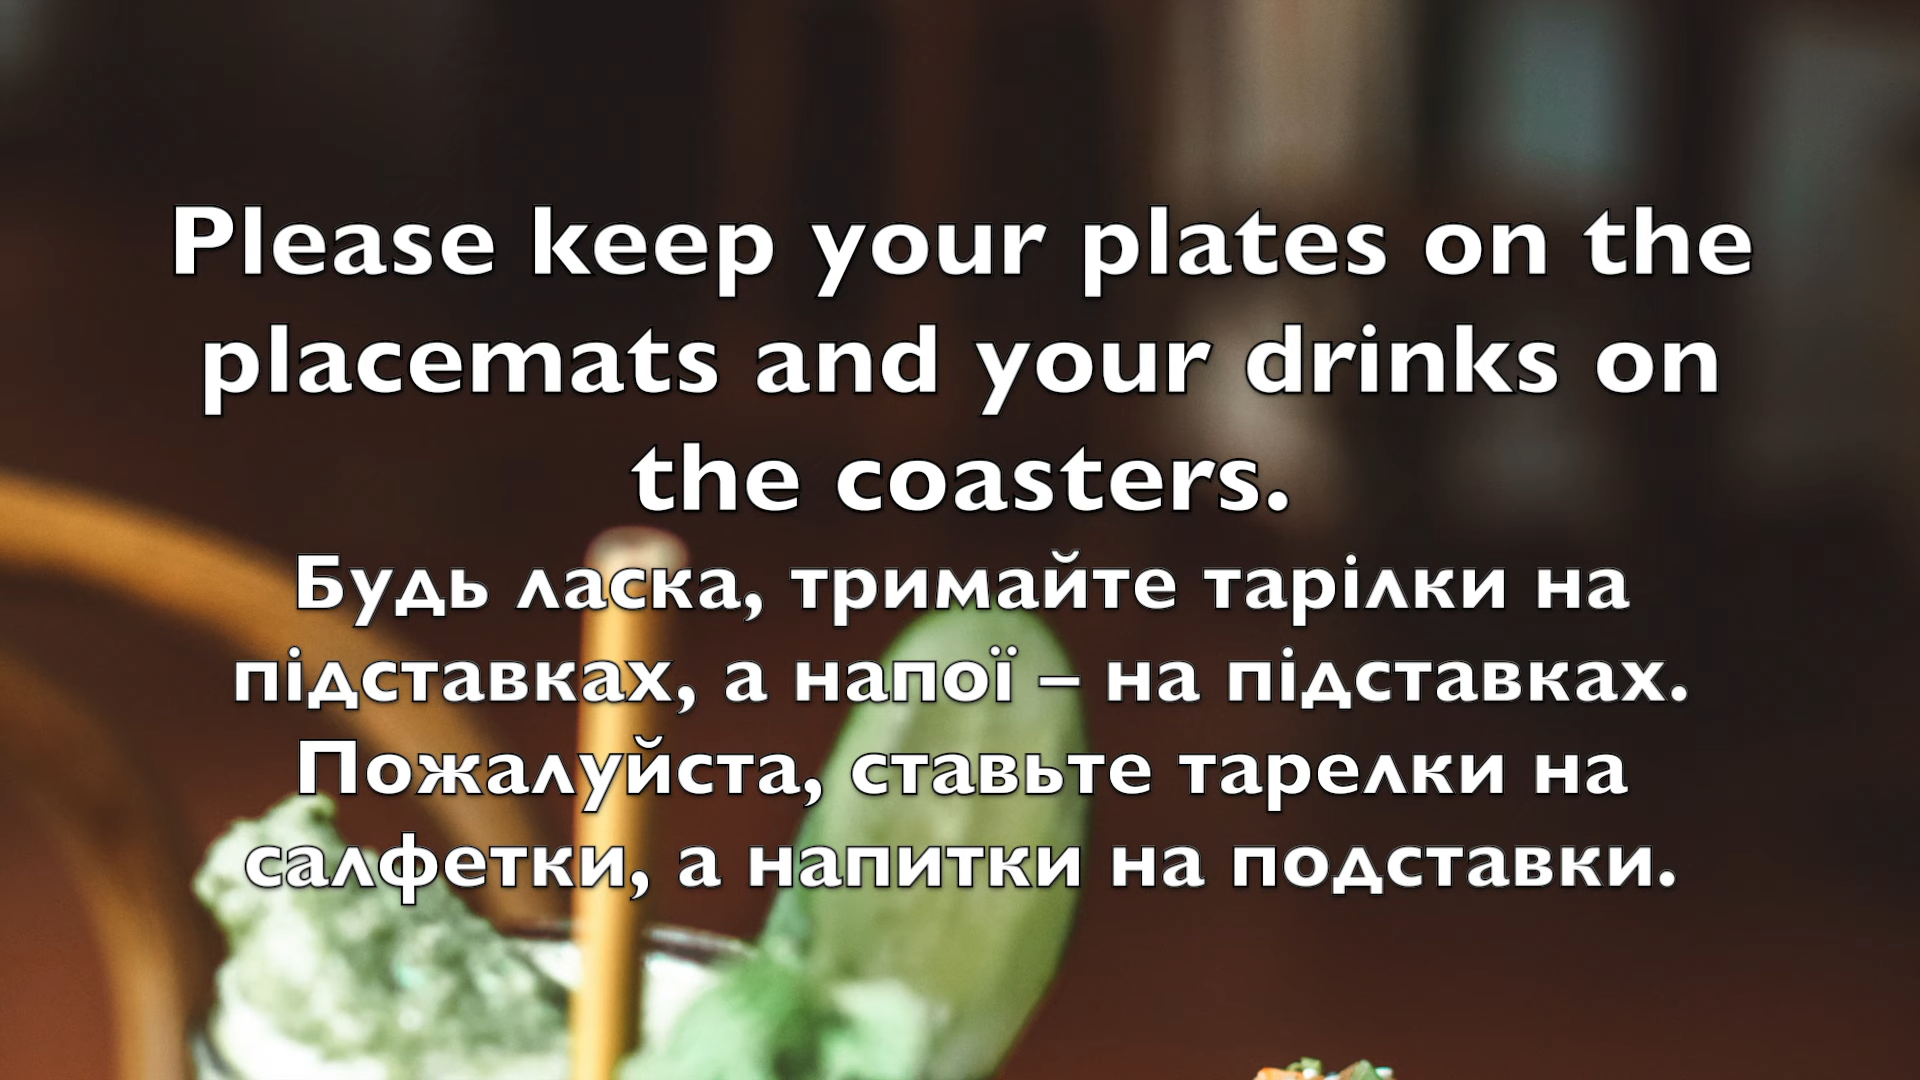 Please keep your plates on the
placemats and your drinks on
the coasters.
Будь ласка, тримайте тарілки на
підставках, а напої – на підставках.
Пожалуйста, ставьте тарелки на
салфетки, а напитки на подставки.